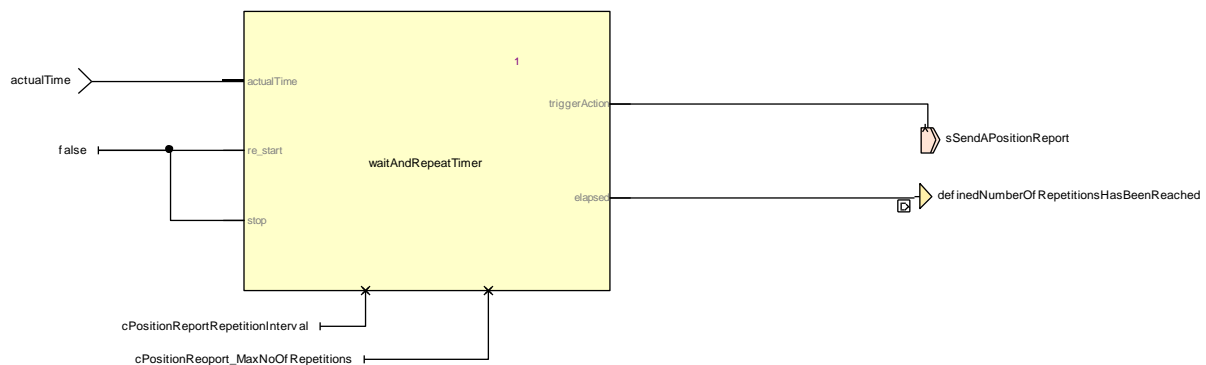 1
actualTime
actualTime
triggerAction
sSendAPositionReport
false
re_start
waitAndRepeatTimer
elapsed
definedNumberOfRepetitionsHasBeenReached
D
stop
cPositionReportRepetitionInterval
cPositionReoport_MaxNoOfRepetitions